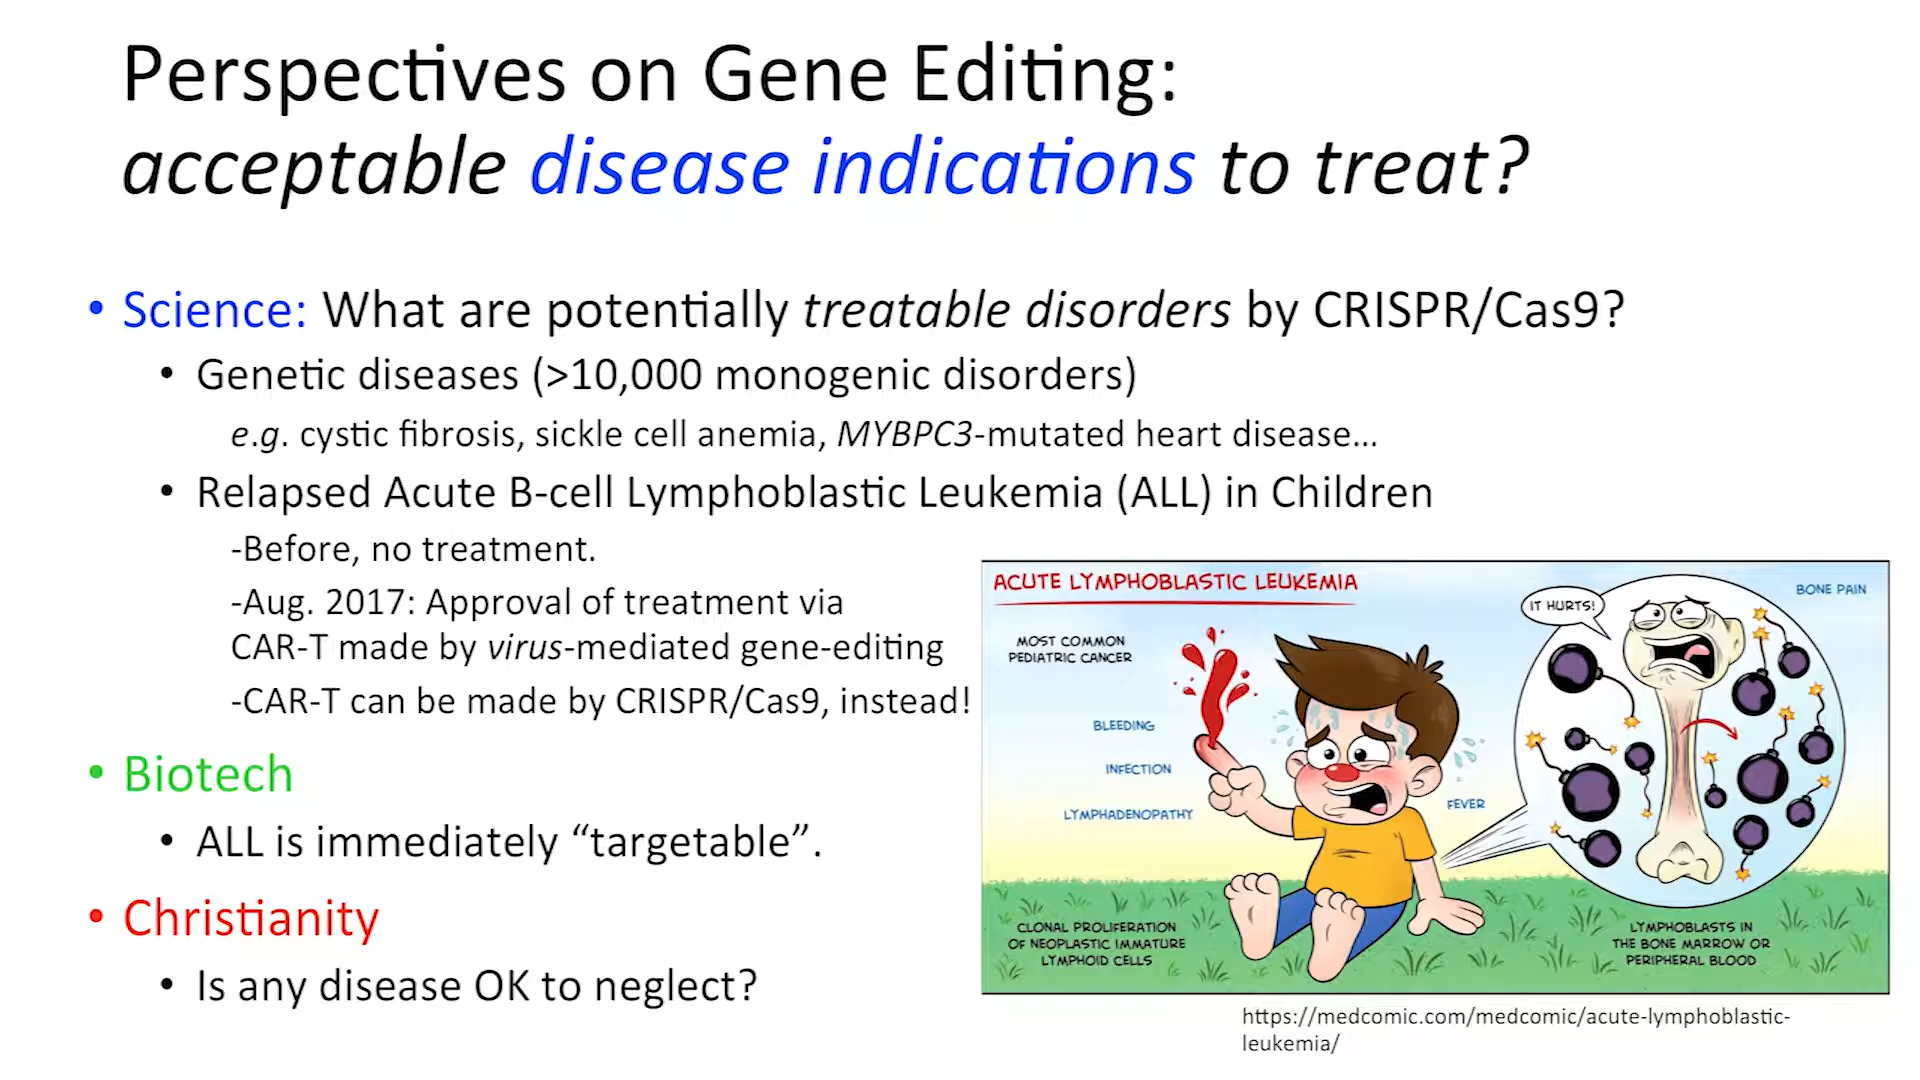 Perspectives on Gene Editing:
acceptable disease indications to treat?
• Science: What are potentially treatable disorders by CRISPR/Cas9?
• Genetic diseases (>10,000 monogenic disorders)
e.g. cystic fibrosis, sickle cell anemia, MYBPC3-mutated heart disease...
• Relapsed Acute B-cell Lymphoblastic Leukemia (ALL) in Children
-Before, no treatment.
-Aug. 2017: Approval of treatment via
CAR-T made by virus-mediated gene-editing
-CAR-T can be made by CRISPR/Cas9, instead!
• Biotech
• ALL is immediately “targetable”.
• Christianity
• Is any disease OK to neglect?
ACUTE LYMPHOBLASTIC LEUKEMIA
MOST COMMON
PEDIATRIC CANCER
BLEEDING
INFECTION
LYMPHADENOPATHY
FEVER
IT HURTS!
BONE PAIN
CLONAL PROLIFERATION
OF NEOPLASTIC IMMATURE
LYMPHOID CELLS
LYMPHOBLASTS IN
THE BONE MARROW OR
PERIPHERAL BLOOD
https://medcomic.com/medcomic/acute-lymphoblastic-
leukemia/